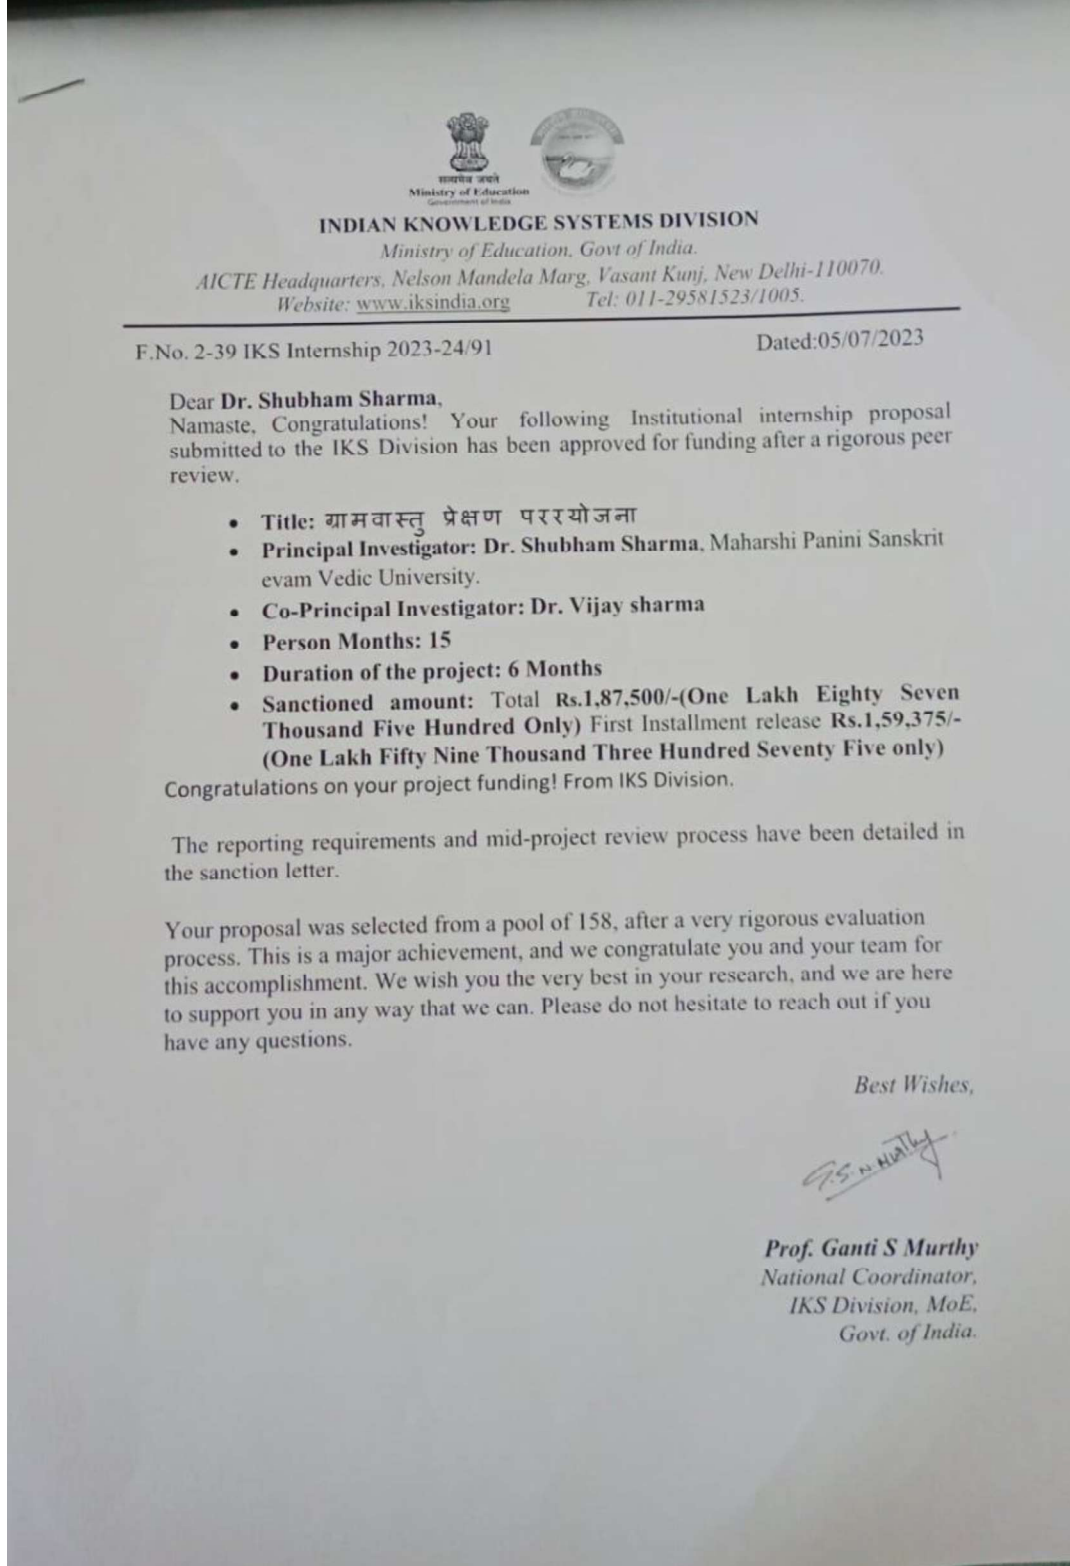 सत्यमेव जयते
Ministry of Education
Government of India
INDIAN KNOWLEDGE SYSTEMS DIVISION
Ministry of Education, Govt of India.
AICTE Headquarters, Nelson Mandela Marg, Vasant Kunj, New Delhi-110070.
Website: www.iksindia.org Tel: 011-29581523/1005.
F.No. 2-39 IKS Internship 2023-24/91 Dated:05/07/2023
Dear Dr. Shubham Sharma,
Namaste, Congratulations! Your following Institutional internship proposal
submitted to the IKS Division has been approved for funding after a rigorous peer
review.
• Title: ग्रामवास्तु प्रेक्षण पररयोजना
• Principal Investigator: Dr. Shubham Sharma, Maharshi Panini Sanskrit
evam Vedic University.
• Co-Principal Investigator: Dr. Vijay sharma
• Person Months: 15
• Duration of the project: 6 Months
• Sanctioned amount: Total Rs.1,87,500/-(One Lakh Eighty Seven
Thousand Five Hundred Only) First Installment release Rs.1,59,375/-
(One Lakh Fifty Nine Thousand Three Hundred Seventy Five only)
Congratulations on your project funding! From IKS Division.
The reporting requirements and mid-project review process have been detailed in
the sanction letter.
Your proposal was selected from a pool of 158, after a very rigorous evaluation
process. This is a major achievement, and we congratulate you and your team for
this accomplishment. We wish you the very best in your research, and we are here
to support you in any way that we can. Please do not hesitate to reach out if you
have any questions.
Best Wishes,
G.S.N. Murthy
Prof. Ganti S Murthy
National Coordinator,
IKS Division, MoE,
Govt. of India.